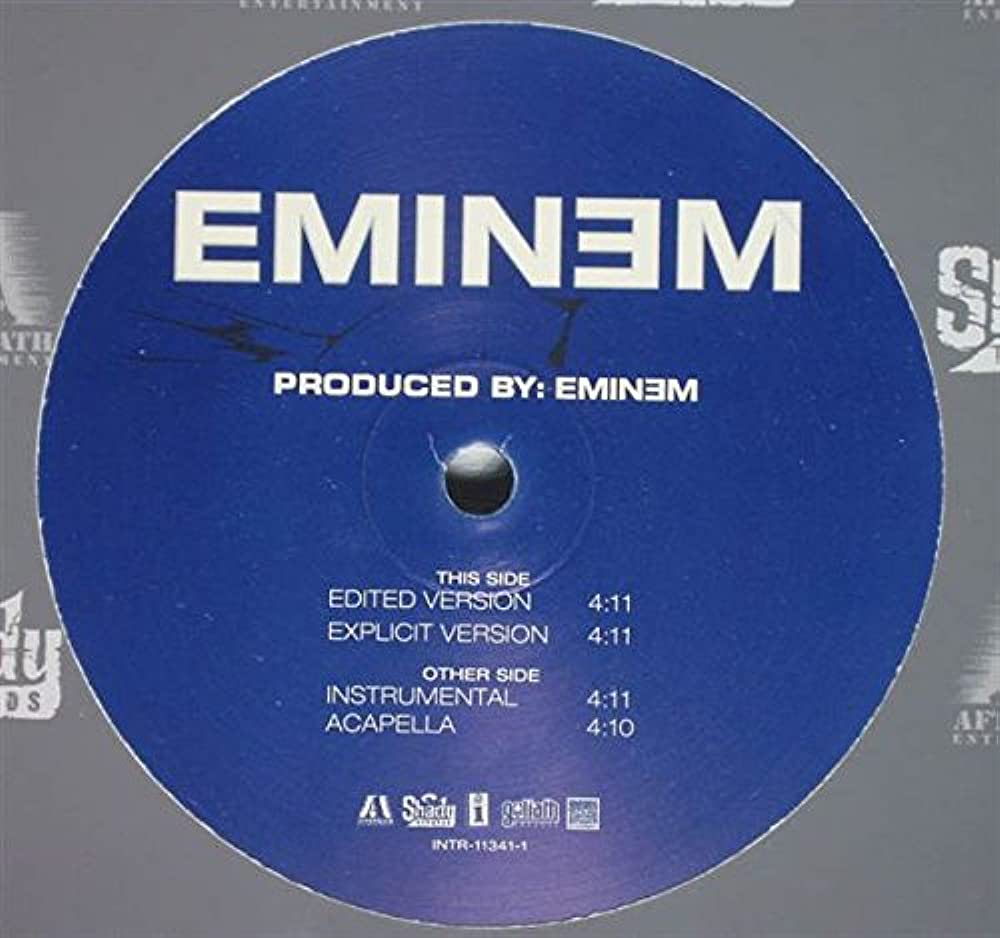 ENTERTAINMENT
EMINƎM
PRODUCED BY: EMINƎM
THIS SIDE
EDITED VERSION 4:11
EXPLICIT VERSION 4:11
OTHER SIDE
INSTRUMENTAL 4:11
ACAPELLA 4:10
Shady
goliath
INTR-11341-1